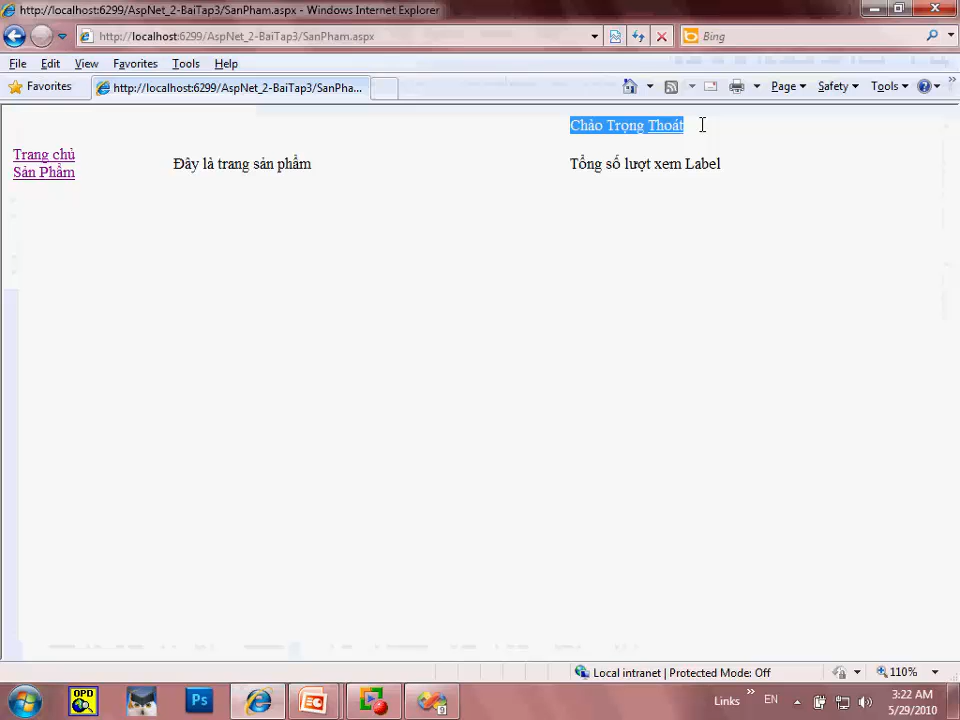 http://localhost:6299/AspNet_2-BaiTap3/SanPham.aspx - Windows Internet Explorer
http://localhost:6299/AspNet_2-BaiTap3/SanPham.aspx
Bing
File Edit View Favorites Tools Help
Favorites
http://localhost:6299/AspNet_2-BaiTap3/SanPha...
Page Safety Tools
Chào Trọng Thoát
Trang chủ
Sản Phẩm
Đây là trang sản phẩm
Tổng số lượt xem Label
Local intranet | Protected Mode: Off
110%
OPD
Ps
Links
EN
3:22 AM
5/29/2010